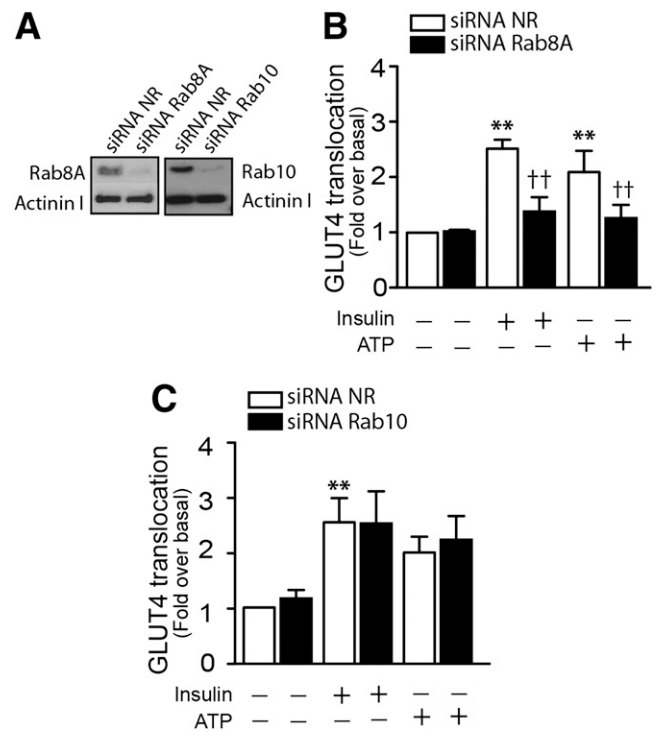 A
siRNA NR
siRNA Rab8A
siRNA NR
siRNA Rab10
Rab8A
Rab10
Actinin I
Actinin I
B
siRNA NR
siRNA Rab8A
GLUT4 translocation
(Fold over basal)
4
3
2
1
0
** †† ** ††
Insulin − − + + − −
ATP − − − − + +
C
siRNA NR
siRNA Rab10
GLUT4 translocation
(Fold over basal)
4
3
2
1
0
**
Insulin − − + + − −
ATP − − − − + +